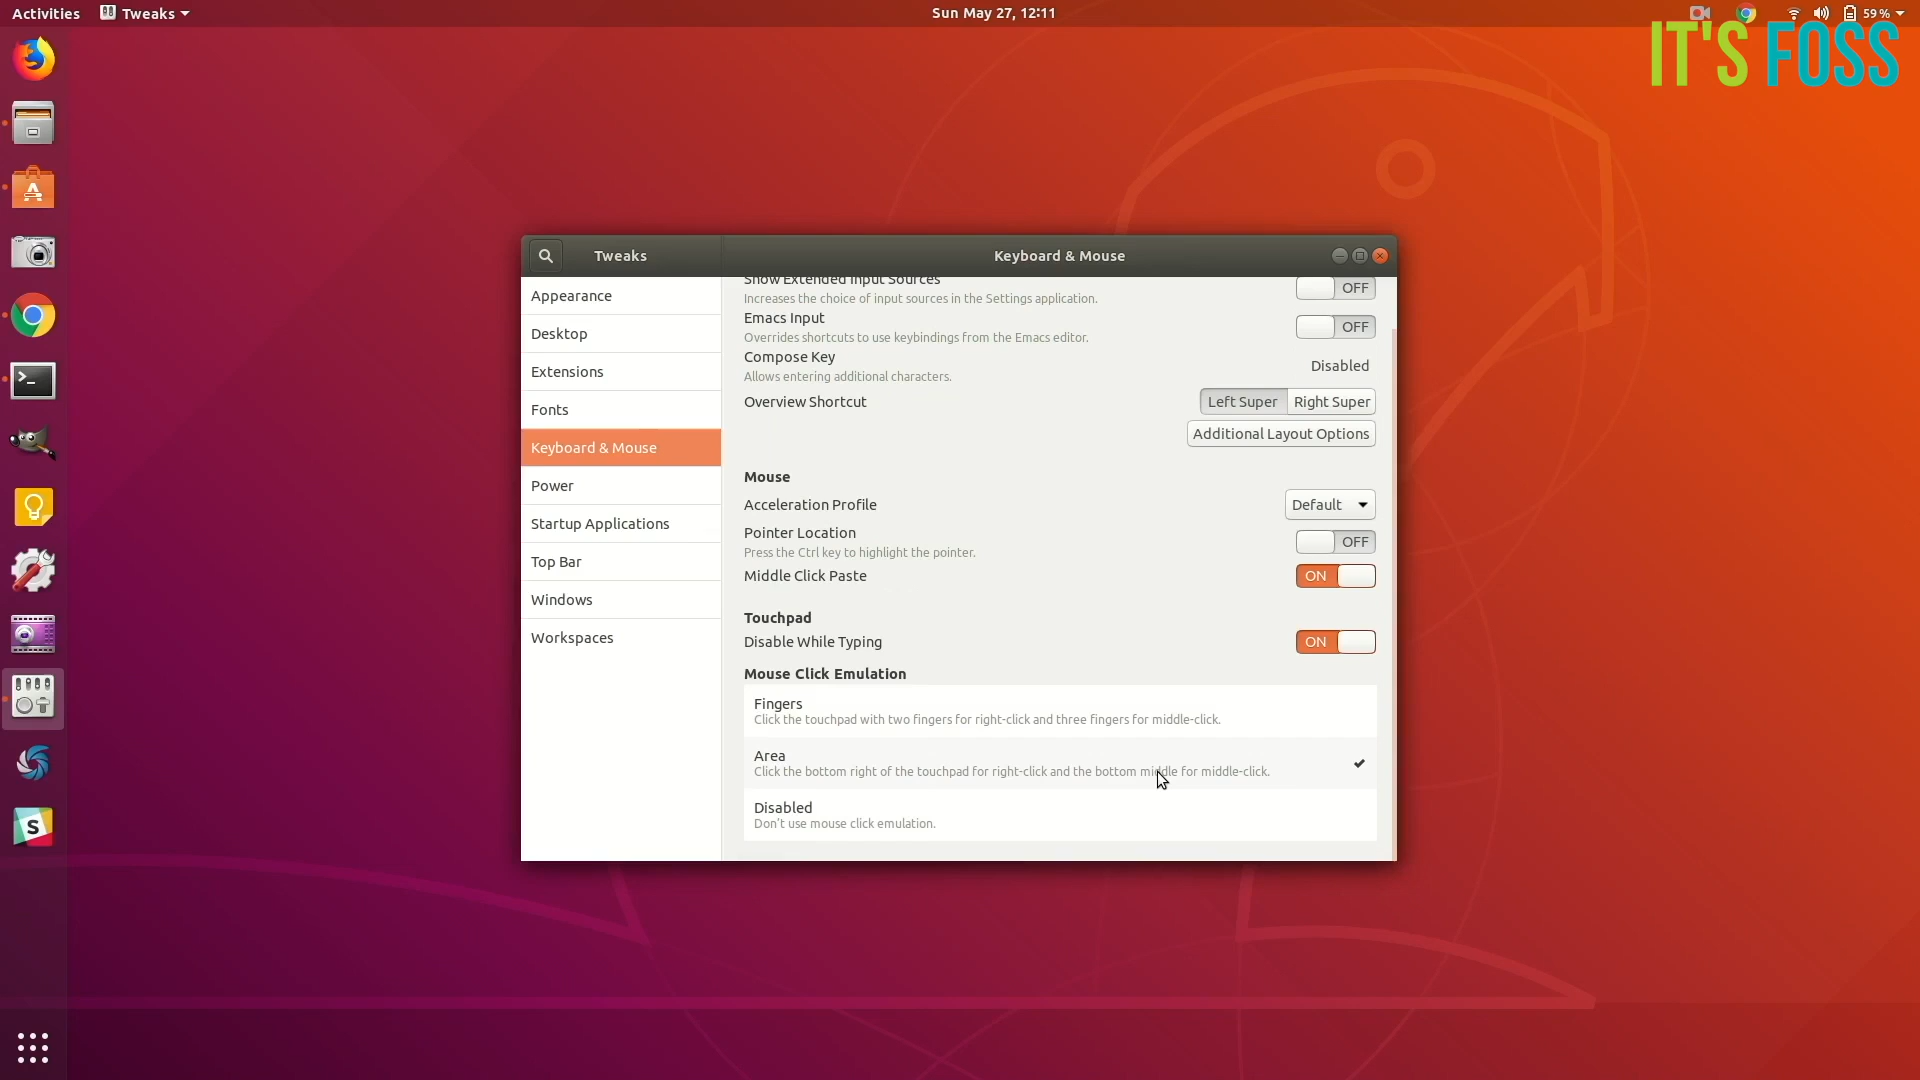 Activities
Tweaks
Sun May 27, 12:11
59 %
IT'S FOSS
Tweaks
Keyboard & Mouse
Appearance
Desktop
Extensions
Fonts
Keyboard & Mouse
Power
Startup Applications
Top Bar
Windows
Workspaces
Show Extended Input Sources
OFF
Increases the choice of input sources in the Settings application.
Emacs Input
OFF
Overrides shortcuts to use keybindings from the Emacs editor.
Compose Key
Disabled
Allows entering additional characters.
Overview Shortcut
Left Super
Right Super
Additional Layout Options
Mouse
Acceleration Profile
Default
Pointer Location
OFF
Press the Ctrl key to highlight the pointer.
Middle Click Paste
ON
Touchpad
Disable While Typing
ON
Mouse Click Emulation
Fingers
Click the touchpad with two fingers for right-click and three fingers for middle-click.
Area
Click the bottom right of the touchpad for right-click and the bottom middle for middle-click.
Disabled
Don't use mouse click emulation.
S